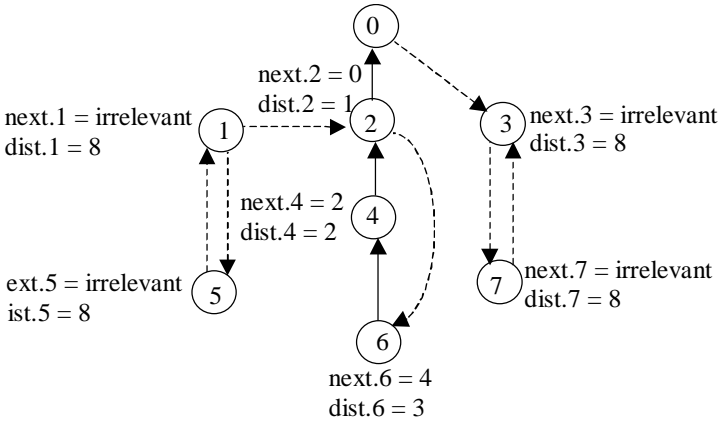 0
next.2 = 0
dist.2 = 1
next.1 = irrelevant
dist.1 = 8
1
2
3
next.3 = irrelevant
dist.3 = 8
next.4 = 2
dist.4 = 2
4
ext.5 = irrelevant
ist.5 = 8
5
7
next.7 = irrelevant
dist.7 = 8
6
next.6 = 4
dist.6 = 3